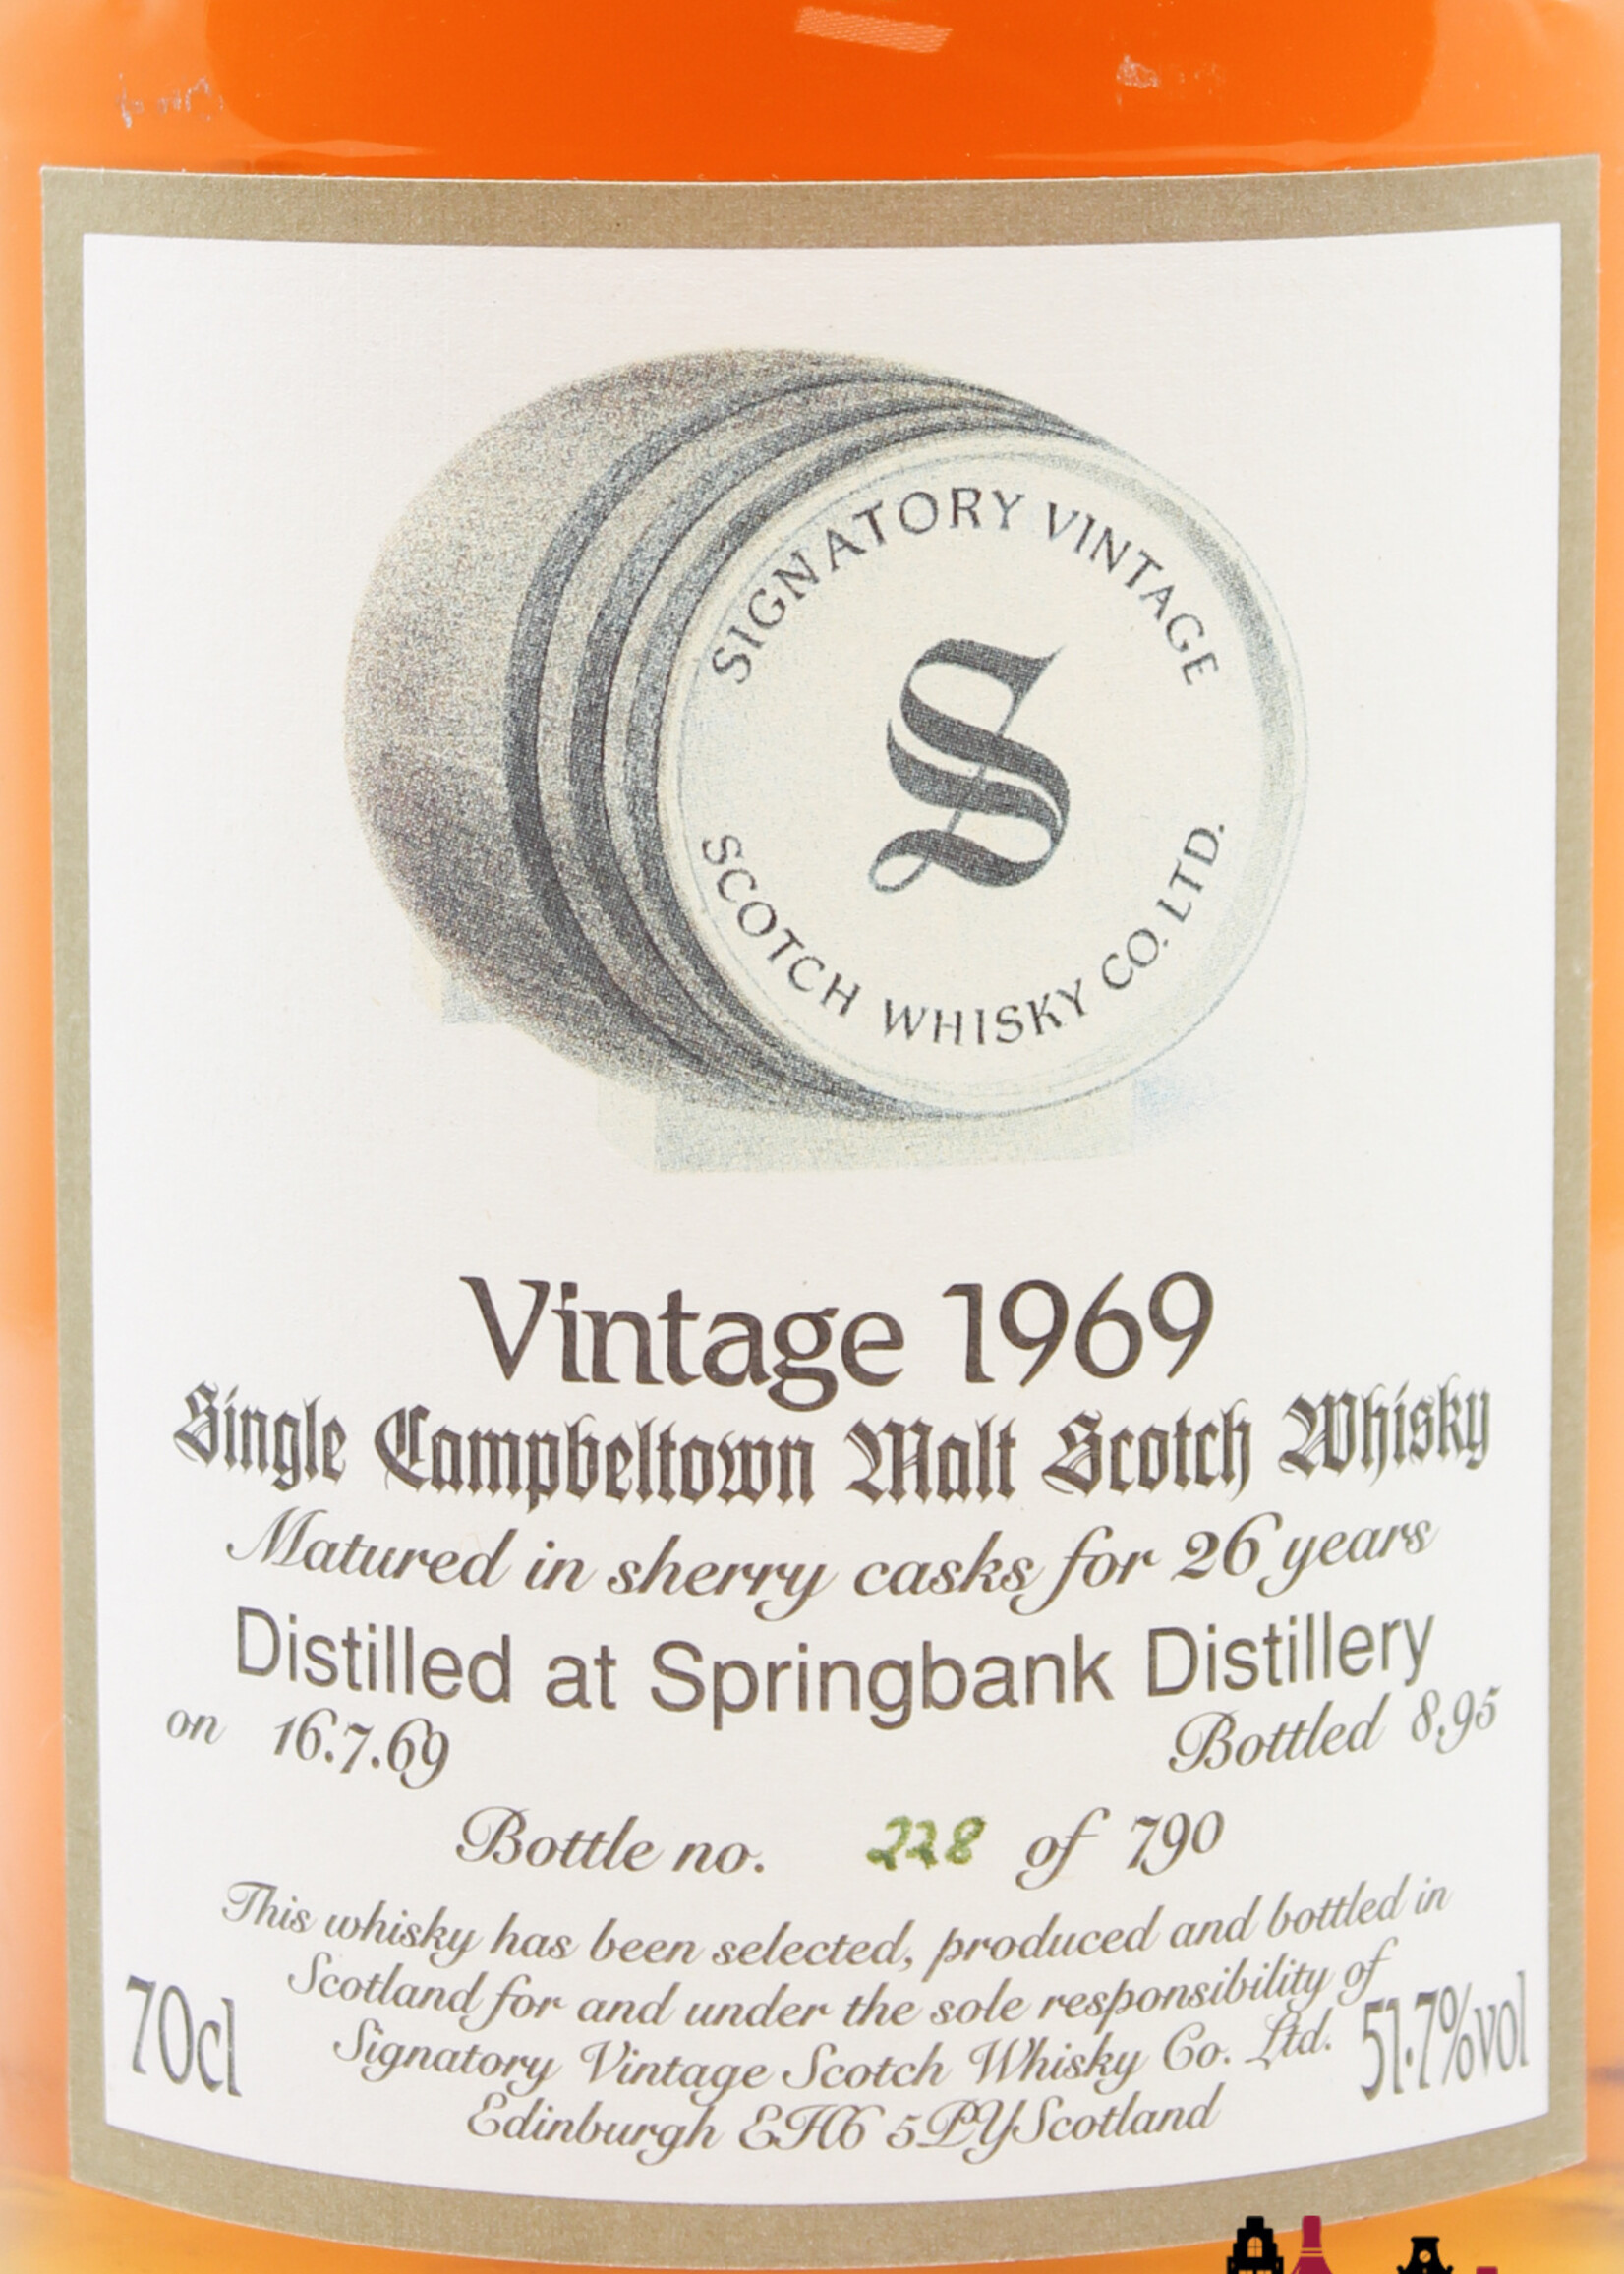 SIGNATORY VINTAGE
S
SCOTCH WHISKY CO. LTD.
Vintage 1969
Single Campbeltown Malt Scotch Whisky
Matured in sherry casks for 26 years
Distilled at Springbank Distillery
on 16.7.69 Bottled 8.95
Bottle no. 228 of 790
This whisky has been selected, produced and bottled in
Scotland for and under the sole responsibility of
Signatory Vintage Scotch Whisky Co. Ltd.
Edinburgh EH6 5PY Scotland
70cl
51.7%vol